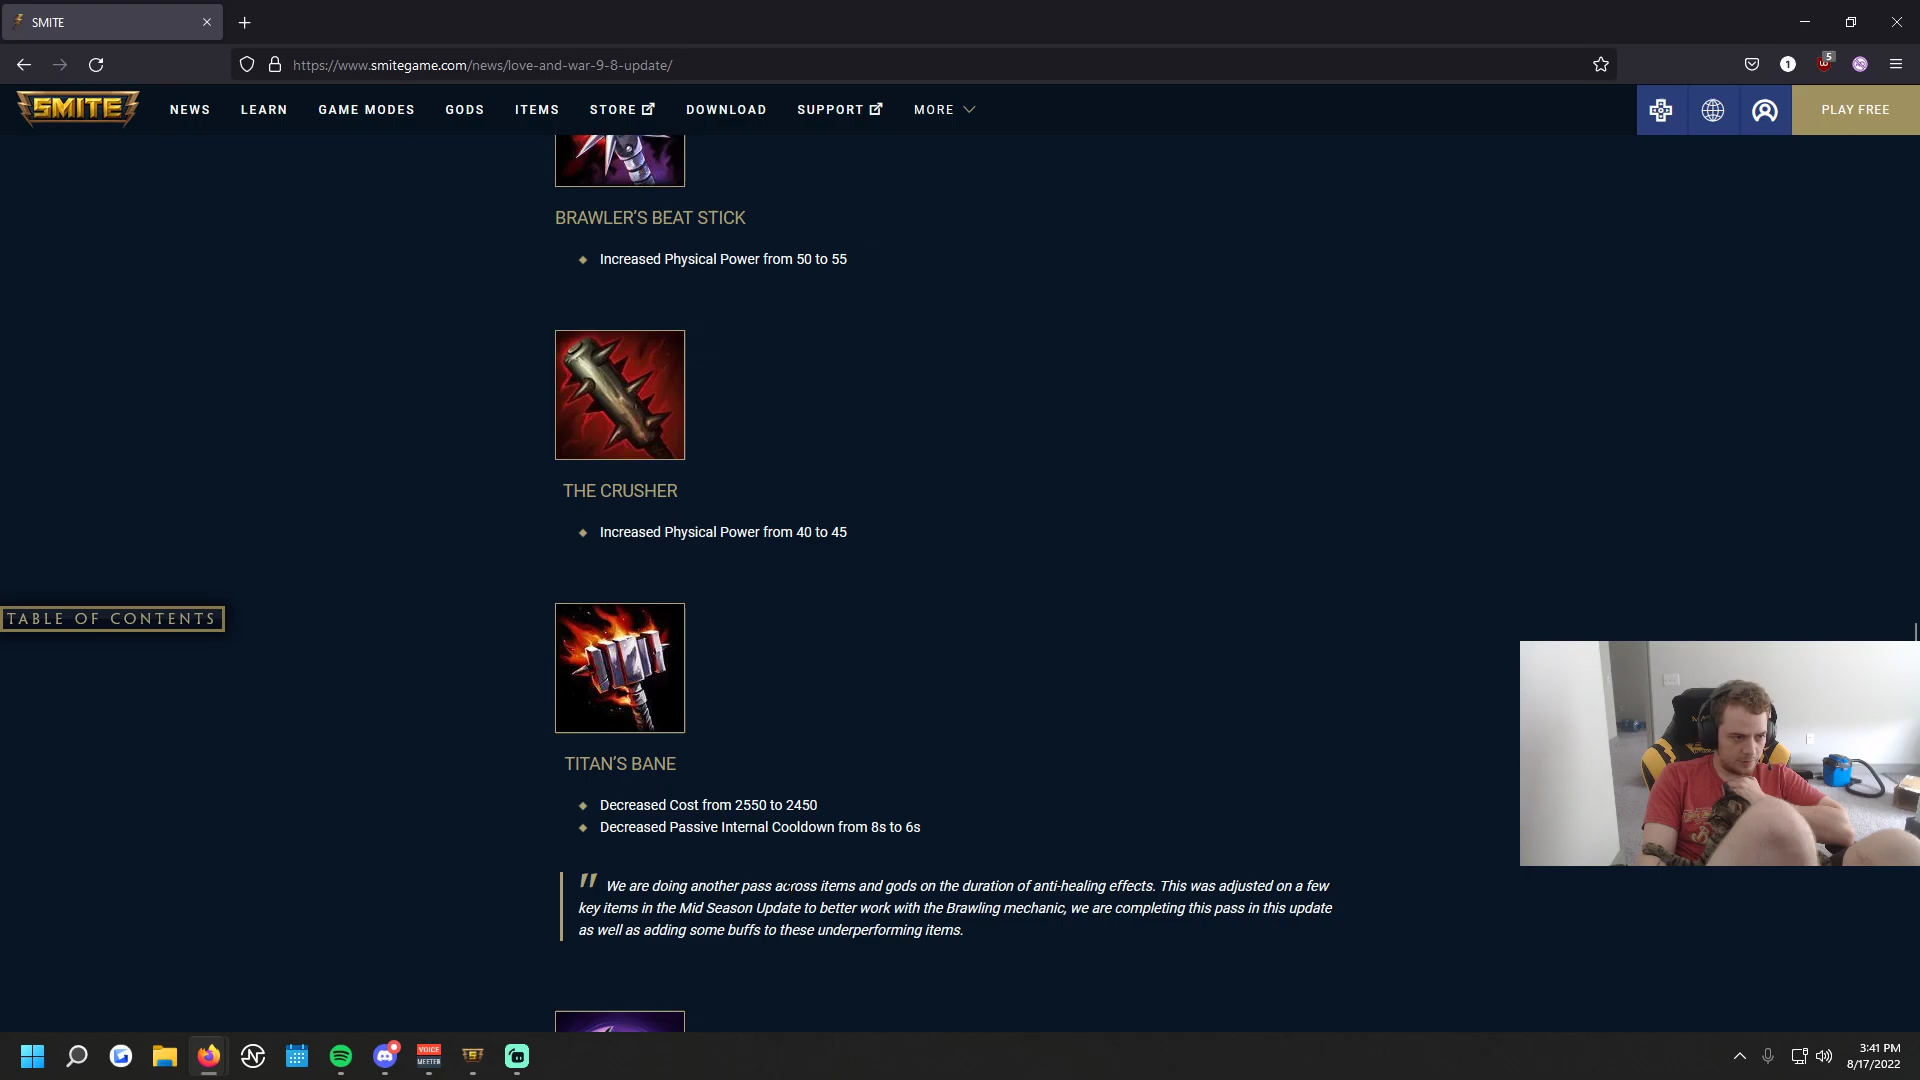 SMITE
https://www.smitegame.com/news/love-and-war-9-8-update/
1
5
SMITE
NEWS
LEARN
GAME MODES
GODS
ITEMS
STORE
DOWNLOAD
SUPPORT
MORE
PLAY FREE
BRAWLER’S BEAT STICK
Increased Physical Power from 50 to 55
THE CRUSHER
Increased Physical Power from 40 to 45
TABLE OF CONTENTS
TITAN’S BANE
Decreased Cost from 2550 to 2450
Decreased Passive Internal Cooldown from 8s to 6s
" We are doing another pass across items and gods on the duration of anti-healing effects. This was adjusted on a few
key items in the Mid Season Update to better work with the Brawling mechanic, we are completing this pass in this update
as well as adding some buffs to these underperforming items.
VOICE
MEETER
3:41 PM
8/17/2022